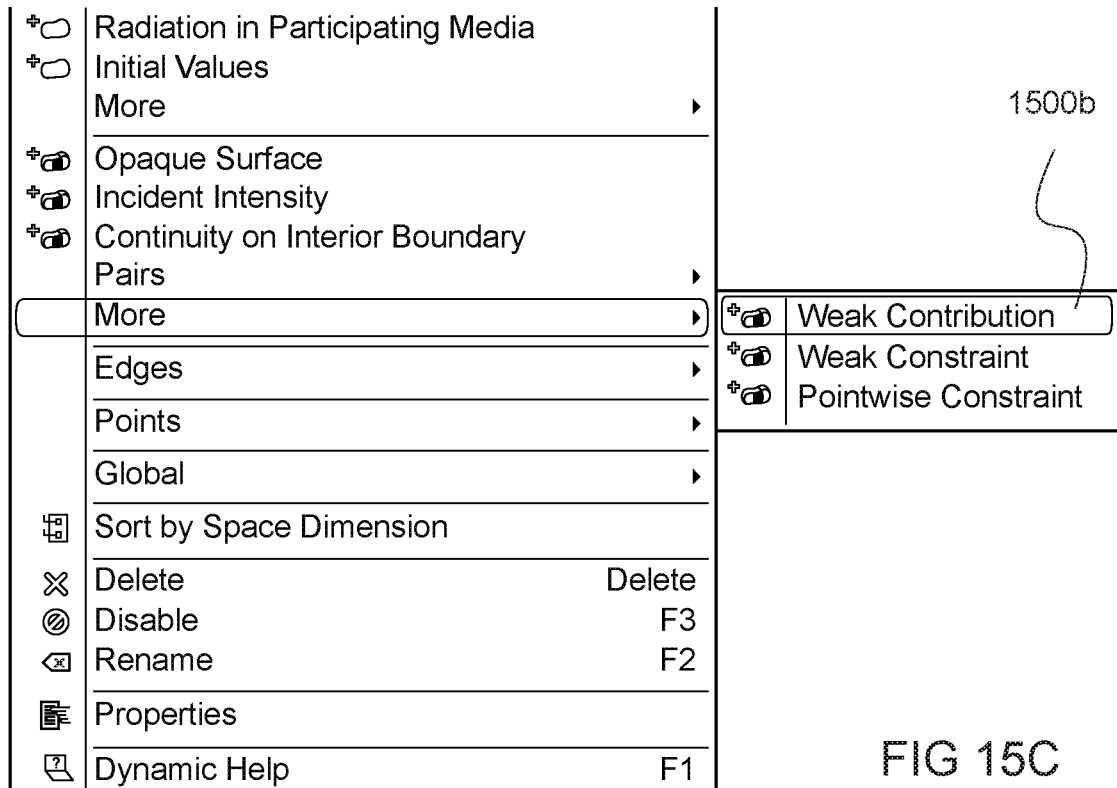 Radiation in Participating Media
Initial Values
More
1500b
Opaque Surface
Incident Intensity
Continuity on Interior Boundary
Pairs
More
Weak Contribution
Weak Constraint
Pointwise Constraint
Edges
Points
Global
Sort by Space Dimension
Delete Delete
Disable F3
Rename F2
Properties
Dynamic Help F1
FIG 15C